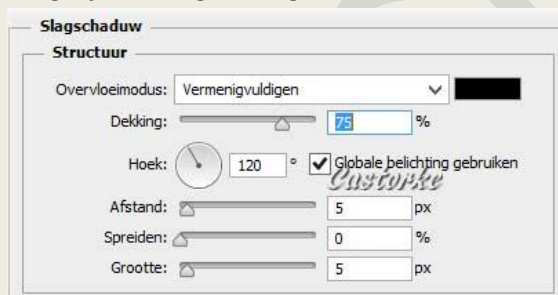 Slagschaduw
Structuur
Overvloeimodus: Vermenigvuldigen
Dekking: 75 %
Hoek: 120 ° Globale belichting gebruiken
Castorke
Afstand: 5 px
Spreiden: 0 %
Grootte: 5 px